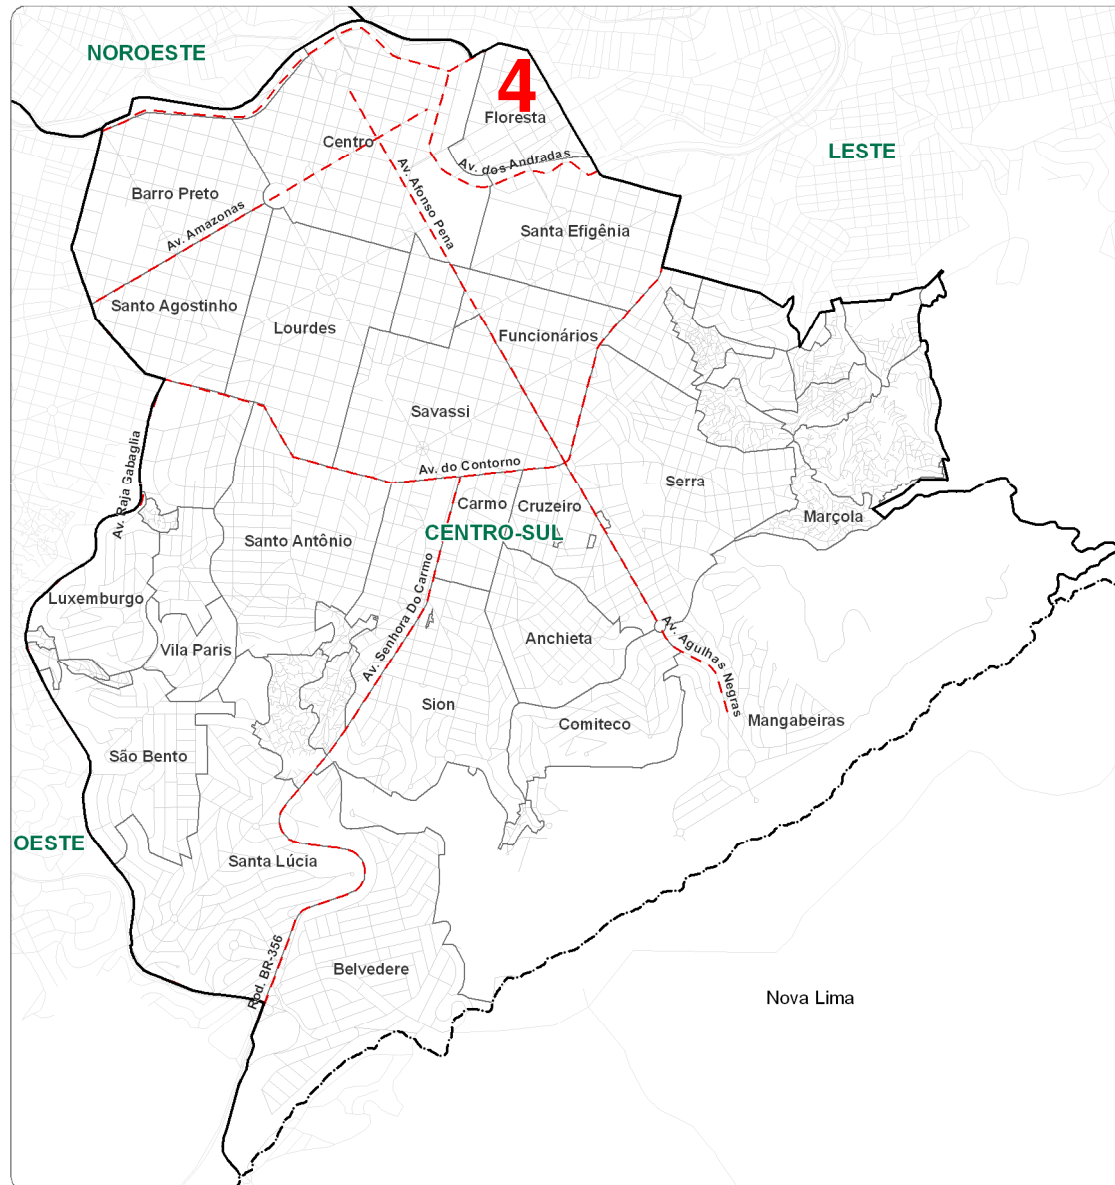 NOROESTE
4
Floresta
Centro
LESTE
Av. dos Andradas
Barro Preto
Av. Afonso Pena
Av. Amazonas
Santa Efigênia
Santo Agostinho
Lourdes
Funcionários
Savassi
Av. do Contorno
Av. Raja Gabaglia
Serra
Carmo
Cruzeiro
Marçola
CENTRO-SUL
Santo Antônio
Luxemburgo
Av. Senhora Do Carmo
Anchieta
Vila Paris
Av. Agulhas Negras
Sion
Comiteco
Mangabeiras
São Bento
OESTE
Santa Lúcia
Rod. BR-356
Belvedere
Nova Lima